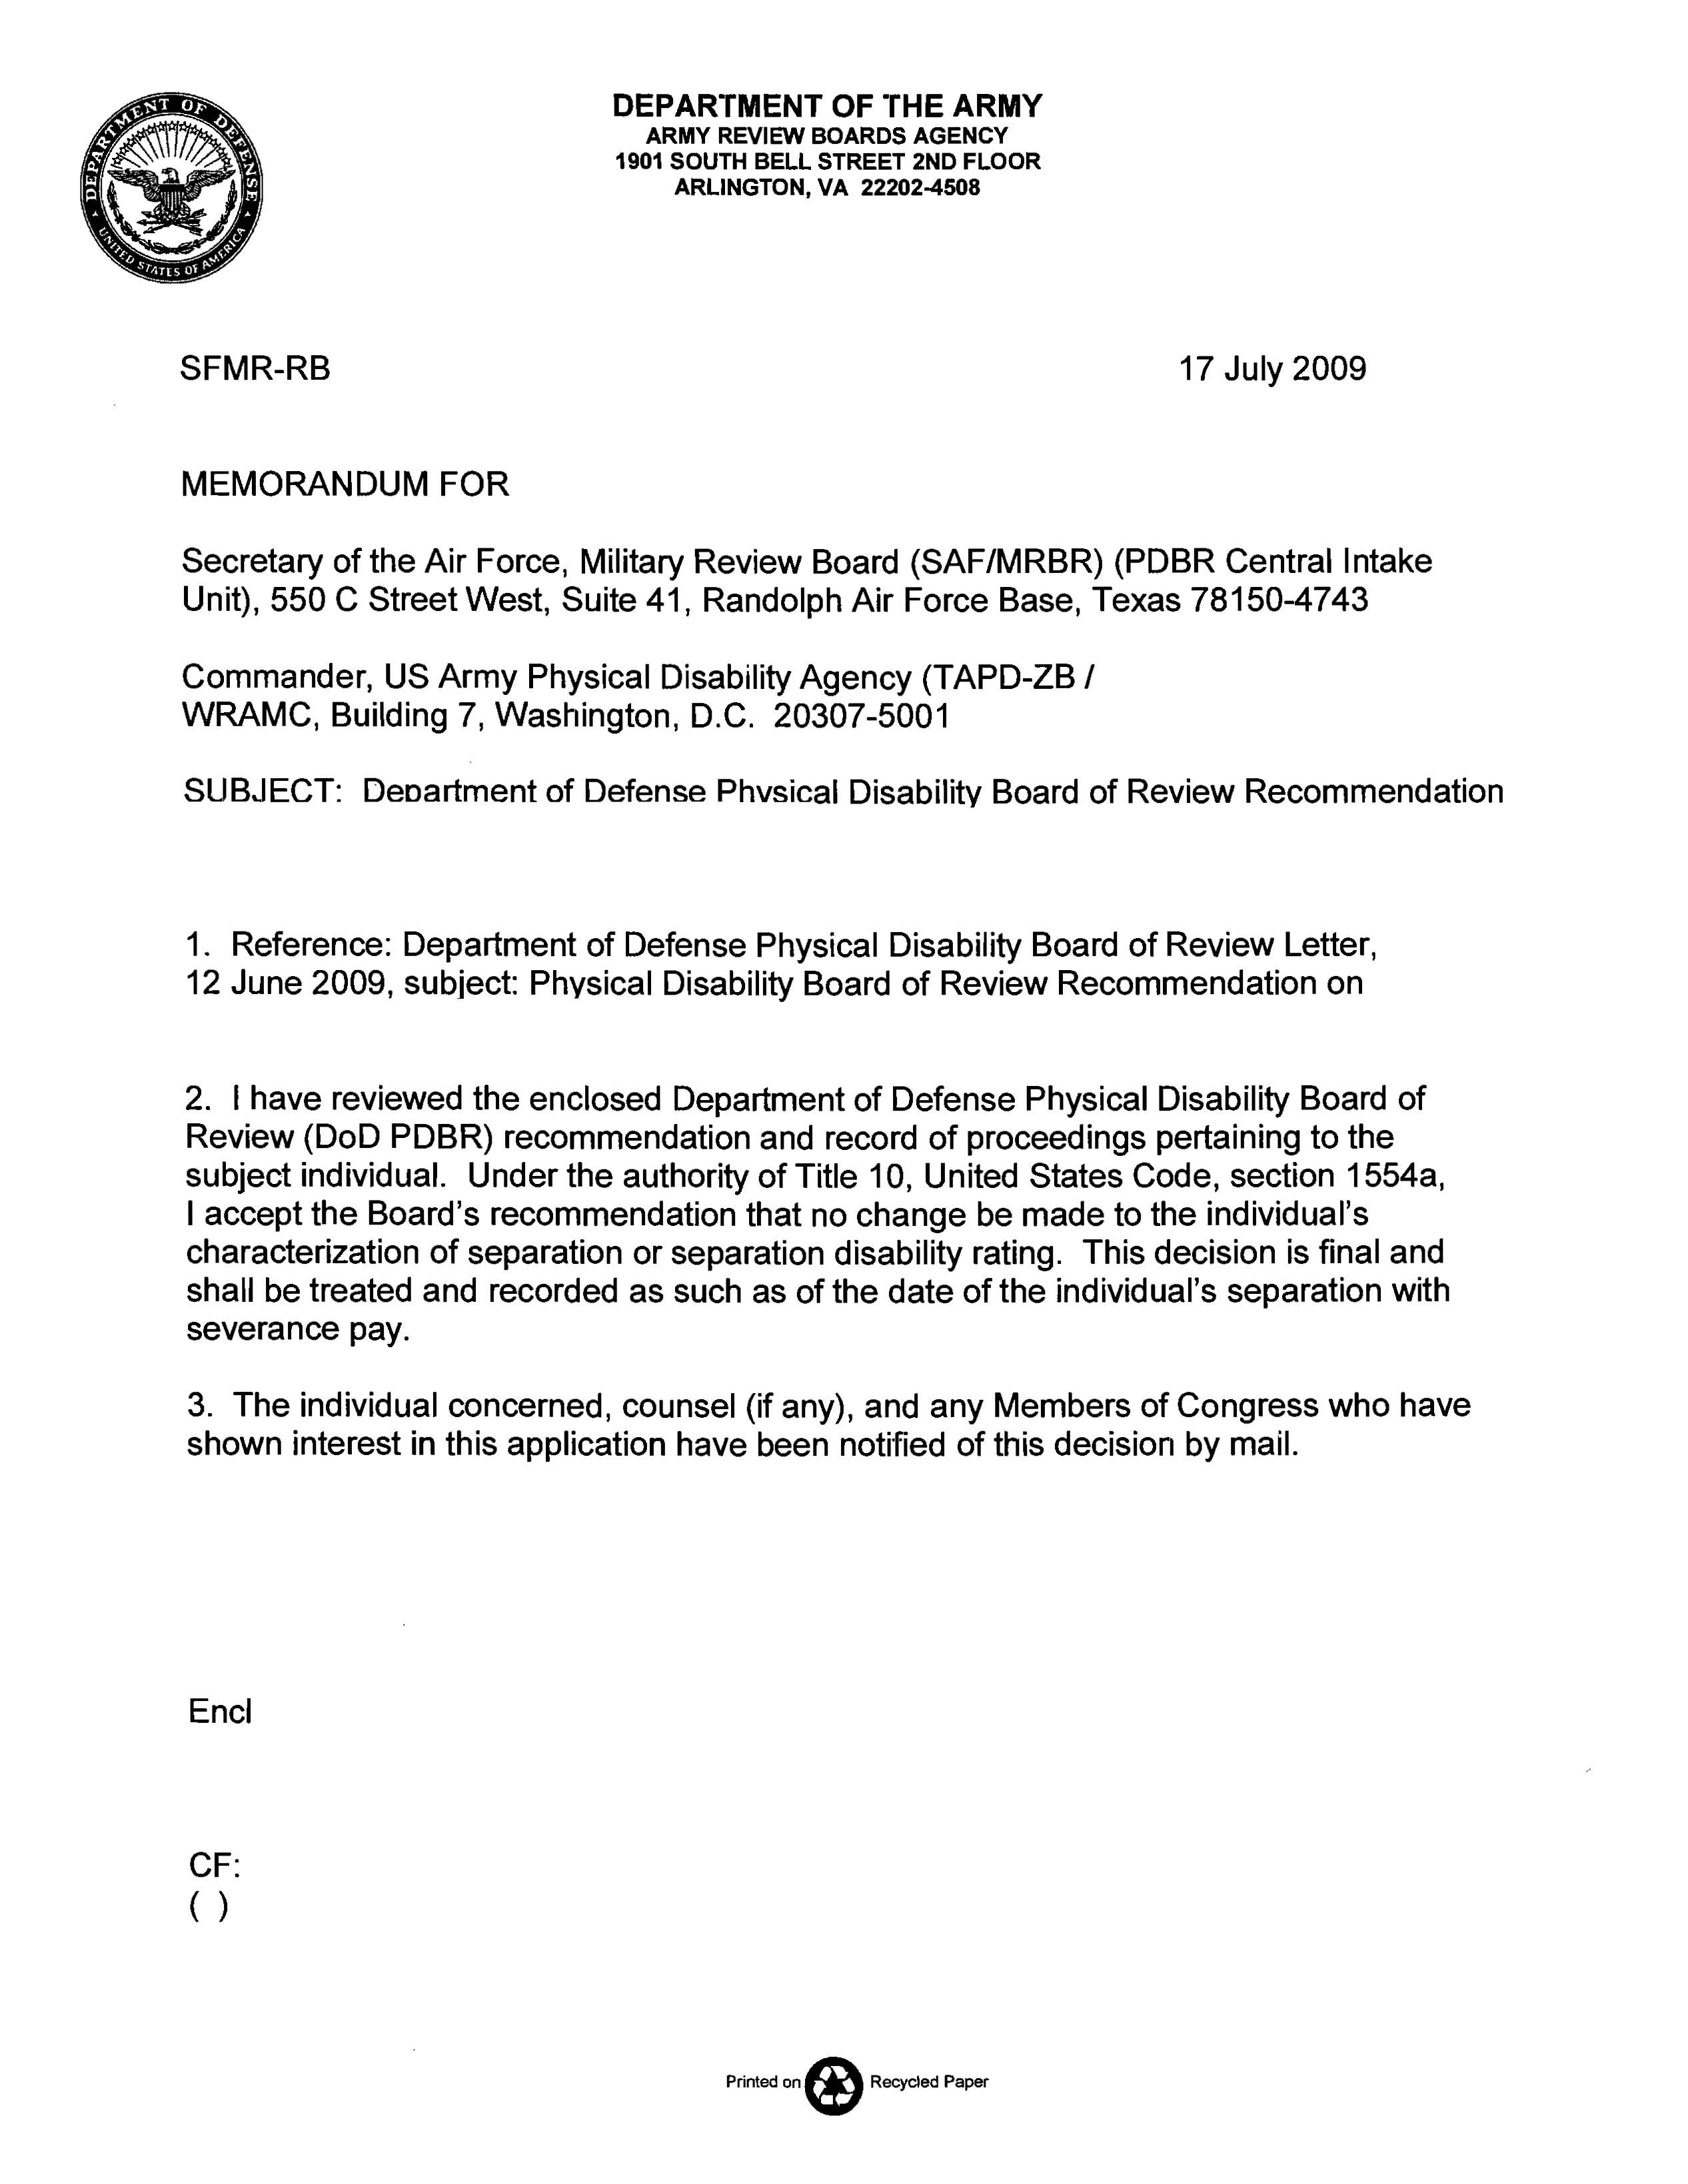 DEPARTMENT OF DEFENSE
UNITED STATES OF AMERICA
DEPARTMENT OF THE ARMY
ARMY REVIEW BOARDS AGENCY
1901 SOUTH BELL STREET 2ND FLOOR
ARLINGTON, VA 22202-4508
SFMR-RB 17 July 2009
MEMORANDUM FOR
Secretary of the Air Force, Military Review Board (SAF/MRBR) (PDBR Central Intake
Unit), 550 C Street West, Suite 41, Randolph Air Force Base, Texas 78150-4743
Commander, US Army Physical Disability Agency (TAPD-ZB /
WRAMC, Building 7, Washington, D.C. 20307-5001
SUBJECT: Department of Defense Physical Disability Board of Review Recommendation
1. Reference: Department of Defense Physical Disability Board of Review Letter,
12 June 2009, subject: Physical Disability Board of Review Recommendation on
2. I have reviewed the enclosed Department of Defense Physical Disability Board of
Review (DoD PDBR) recommendation and record of proceedings pertaining to the
subject individual. Under the authority of Title 10, United States Code, section 1554a,
I accept the Board's recommendation that no change be made to the individual's
characterization of separation or separation disability rating. This decision is final and
shall be treated and recorded as such as of the date of the individual's separation with
severance pay.
3. The individual concerned, counsel (if any), and any Members of Congress who have
shown interest in this application have been notified of this decision by mail.
Encl
CF:
( )
Printed on Recycled Paper